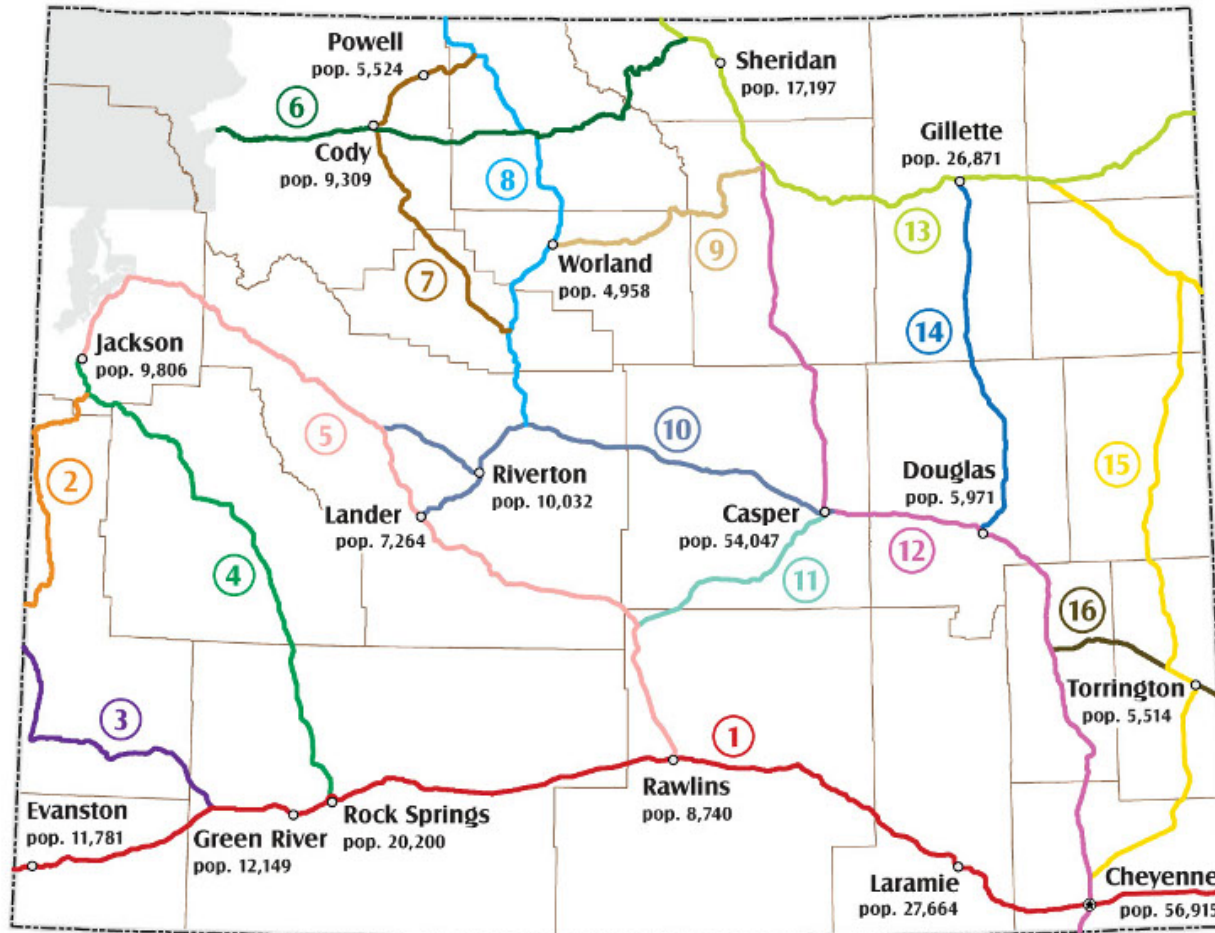 Powell
pop. 5,524
Sheridan
pop. 17,197
6
Gillette
pop. 26,871
Cody
pop. 9,309
8
13
9
7
Worland
pop. 4,958
14
Jackson
pop. 9,806
5
10
2
Riverton
pop. 10,032
Douglas
pop. 5,971
15
Lander
pop. 7,264
Casper
pop. 54,047
12
11
4
16
Torrington
pop. 5,514
3
1
Evanston
pop. 11,781
Green River
pop. 12,149
Rock Springs
pop. 20,200
Rawlins
pop. 8,740
Laramie
pop. 27,664
Cheyenne
pop. 56,915